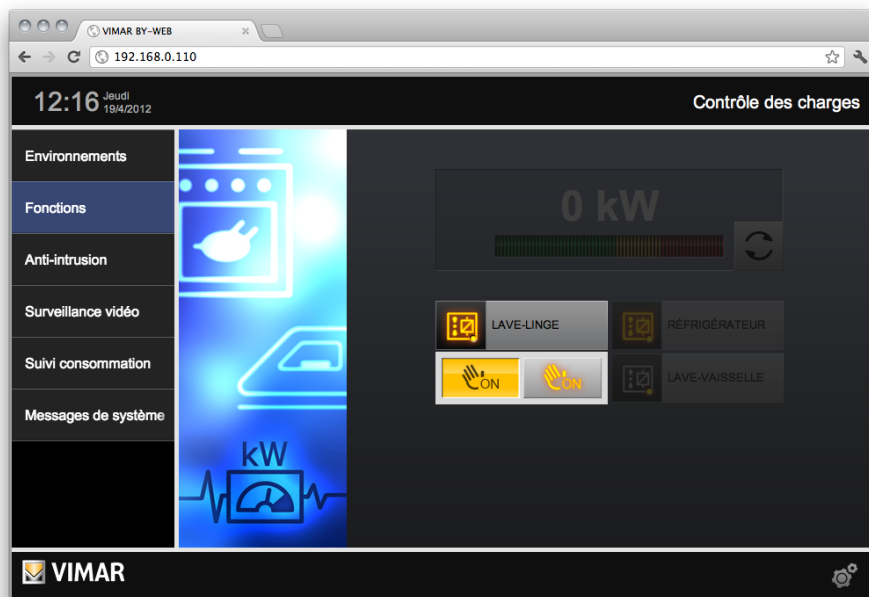 VIMAR BY-WEB
192.168.0.110
12:16 Jeudi
19/4/2012
Contrôle des charges
Environnements
Fonctions
Anti-intrusion
Surveillance vidéo
Suivi consommation
Messages de système
kW
0 kW
LAVE-LINGE
RÉFRIGÉRATEUR
ON
ON
LAVE-VAISSELLE
VIMAR